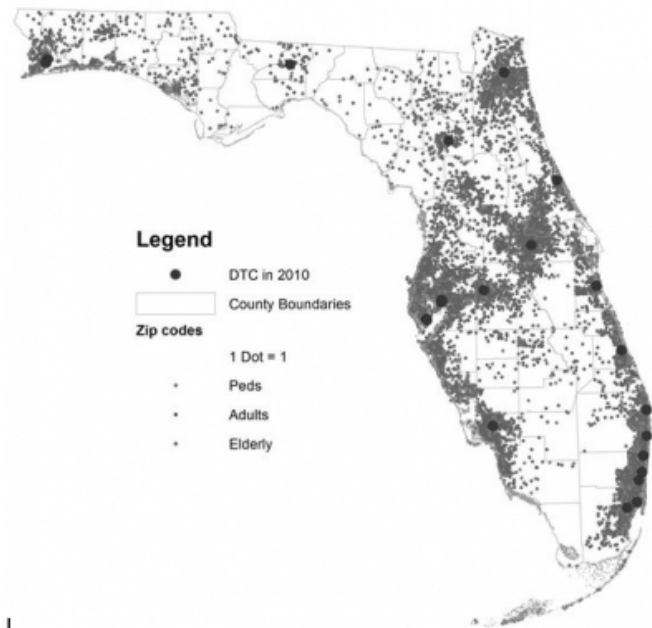 Legend
DTC in 2010
County Boundaries
Zip codes
1 Dot = 1
Peds
Adults
Elderly